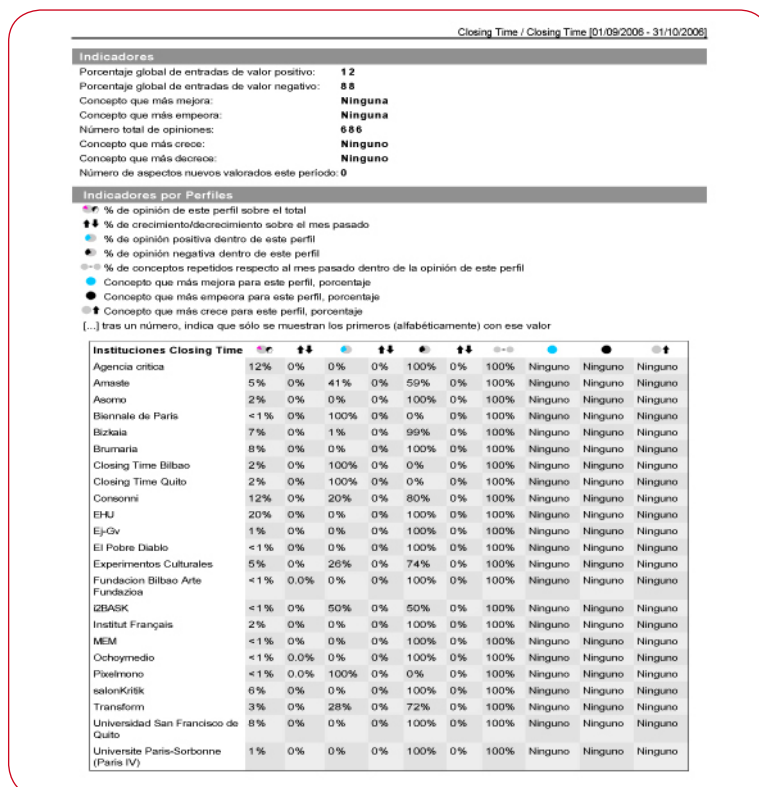 Closing Time / Closing Time [01/09/2006 - 31/10/2006]
Indicadores
Porcentaje global de entradas de valor positivo: 12
Porcentaje global de entradas de valor negativo: 88
Concepto que más mejora: Ninguna
Concepto que más empeora: Ninguna
Número total de opiniones: 686
Concepto que más crece: Ninguno
Concepto que más decrece: Ninguno
Número de aspectos nuevos valorados este período: 0
Indicadores por Perfiles
% de opinión de este perfil sobre el total
% de crecimiento/decrecimiento sobre el mes pasado
% de opinión positiva dentro de este perfil
% de opinión negativa dentro de este perfil
% de conceptos repetidos respecto al mes pasado dentro de la opinión de este perfil
Concepto que más mejora para este perfil, porcentaje
Concepto que más empeora para este perfil, porcentaje
Concepto que más crece para este perfil, porcentaje
[...] tras un número, indica que sólo se muestran los primeros (alfabéticamente) con ese valor
Instituciones Closing Time
Agencia critica 12% 0% 0% 0% 100% 0% 100% Ninguno Ninguno Ninguno
Amaste 5% 0% 41% 0% 59% 0% 100% Ninguno Ninguno Ninguno
Asomo 2% 0% 0% 0% 100% 0% 100% Ninguno Ninguno Ninguno
Biennale de Paris <1% 0% 100% 0% 0% 0% 100% Ninguno Ninguno Ninguno
Bizkaia 7% 0% 1% 0% 99% 0% 100% Ninguno Ninguno Ninguno
Brumaria 8% 0% 0% 0% 100% 0% 100% Ninguno Ninguno Ninguno
Closing Time Bilbao 2% 0% 100% 0% 0% 0% 100% Ninguno Ninguno Ninguno
Closing Time Quito 2% 0% 100% 0% 0% 0% 100% Ninguno Ninguno Ninguno
Consonni 12% 0% 20% 0% 80% 0% 100% Ninguno Ninguno Ninguno
EHU 20% 0% 0% 0% 100% 0% 100% Ninguno Ninguno Ninguno
Ej-Gv 1% 0% 0% 0% 100% 0% 100% Ninguno Ninguno Ninguno
El Pobre Diablo <1% 0% 0% 0% 100% 0% 100% Ninguno Ninguno Ninguno
Experimentos Culturales 5% 0% 26% 0% 74% 0% 100% Ninguno Ninguno Ninguno
Fundacion Bilbao Arte <1% 0.0% 0% 0% 100% 0% 100% Ninguno Ninguno Ninguno
Fundazioa
i2BASK <1% 0% 50% 0% 50% 0% 100% Ninguno Ninguno Ninguno
Institut Français 2% 0% 0% 0% 100% 0% 100% Ninguno Ninguno Ninguno
MEM <1% 0% 0% 0% 100% 0% 100% Ninguno Ninguno Ninguno
Ochoymedio <1% 0.0% 0% 0% 100% 0% 100% Ninguno Ninguno Ninguno
Pixelmono <1% 0.0% 100% 0% 0% 0% 100% Ninguno Ninguno Ninguno
salonKritik 6% 0% 0% 0% 100% 0% 100% Ninguno Ninguno Ninguno
Transform 3% 0% 28% 0% 72% 0% 100% Ninguno Ninguno Ninguno
Universidad San Francisco de 8% 0% 0% 0% 100% 0% 100% Ninguno Ninguno Ninguno
Quito
Universite Paris-Sorbonne 1% 0% 0% 0% 100% 0% 100% Ninguno Ninguno Ninguno
(Paris IV)